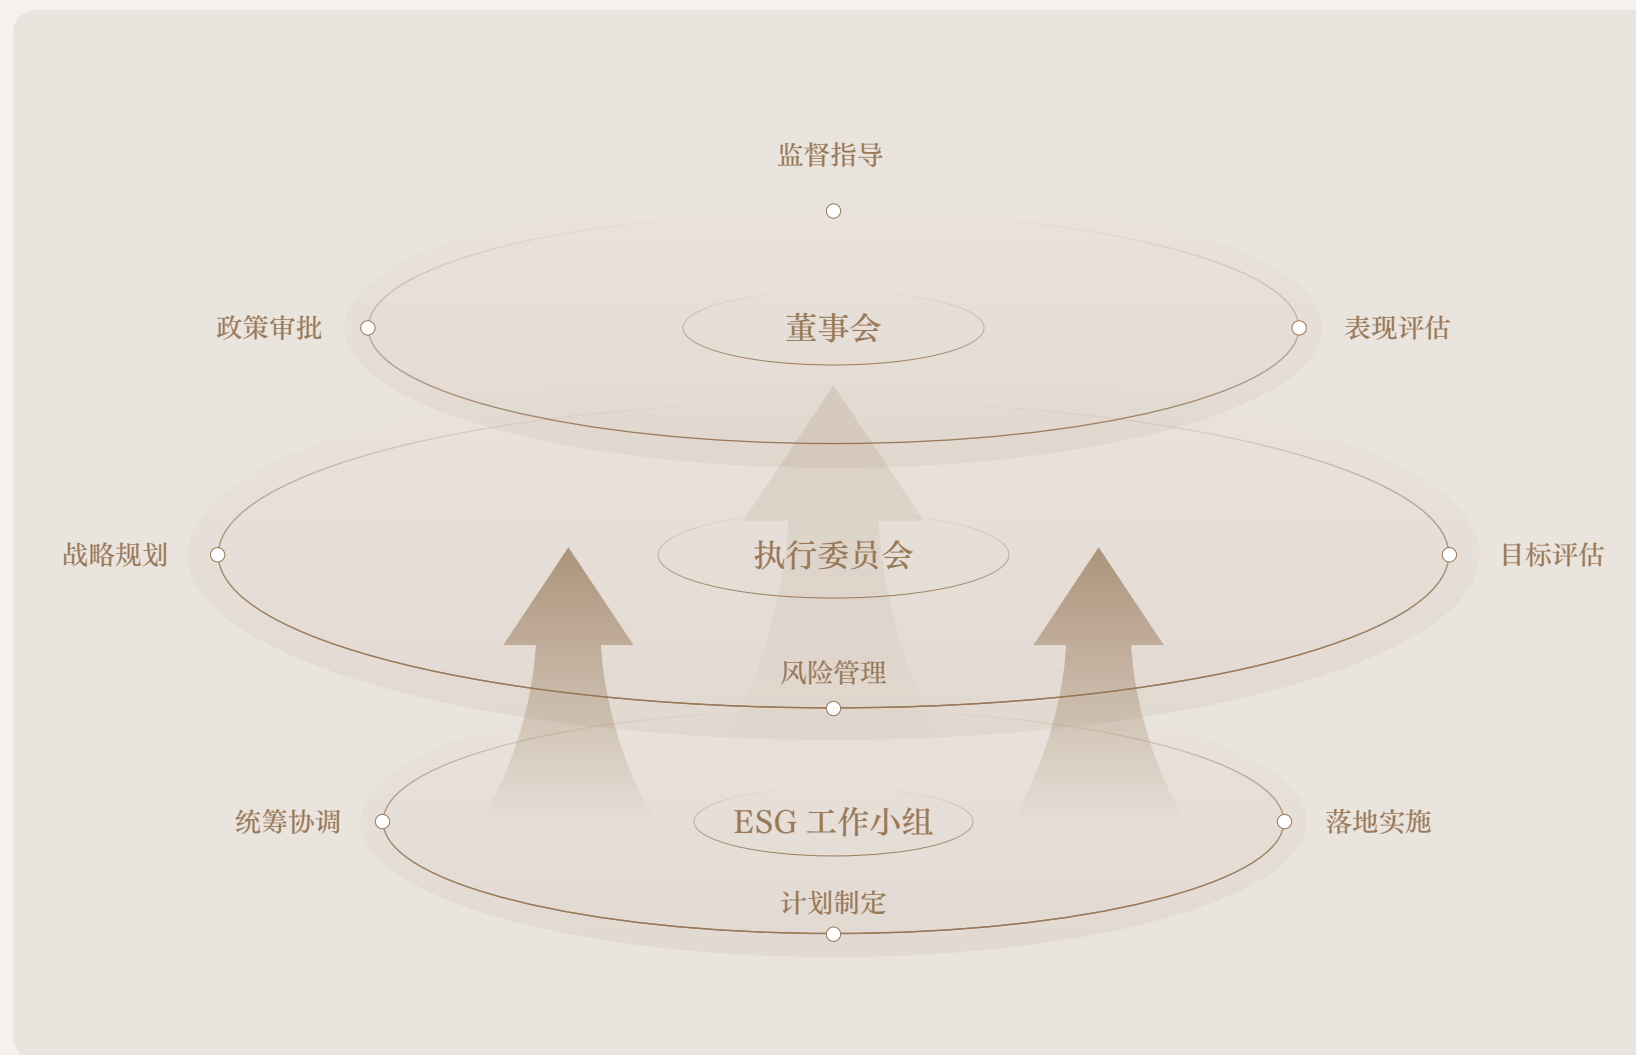 监督指导
政策审批
董事会
表现评估
战略规划
执行委员会
目标评估
风险管理
统筹协调
ESG 工作小组
落地实施
计划制定